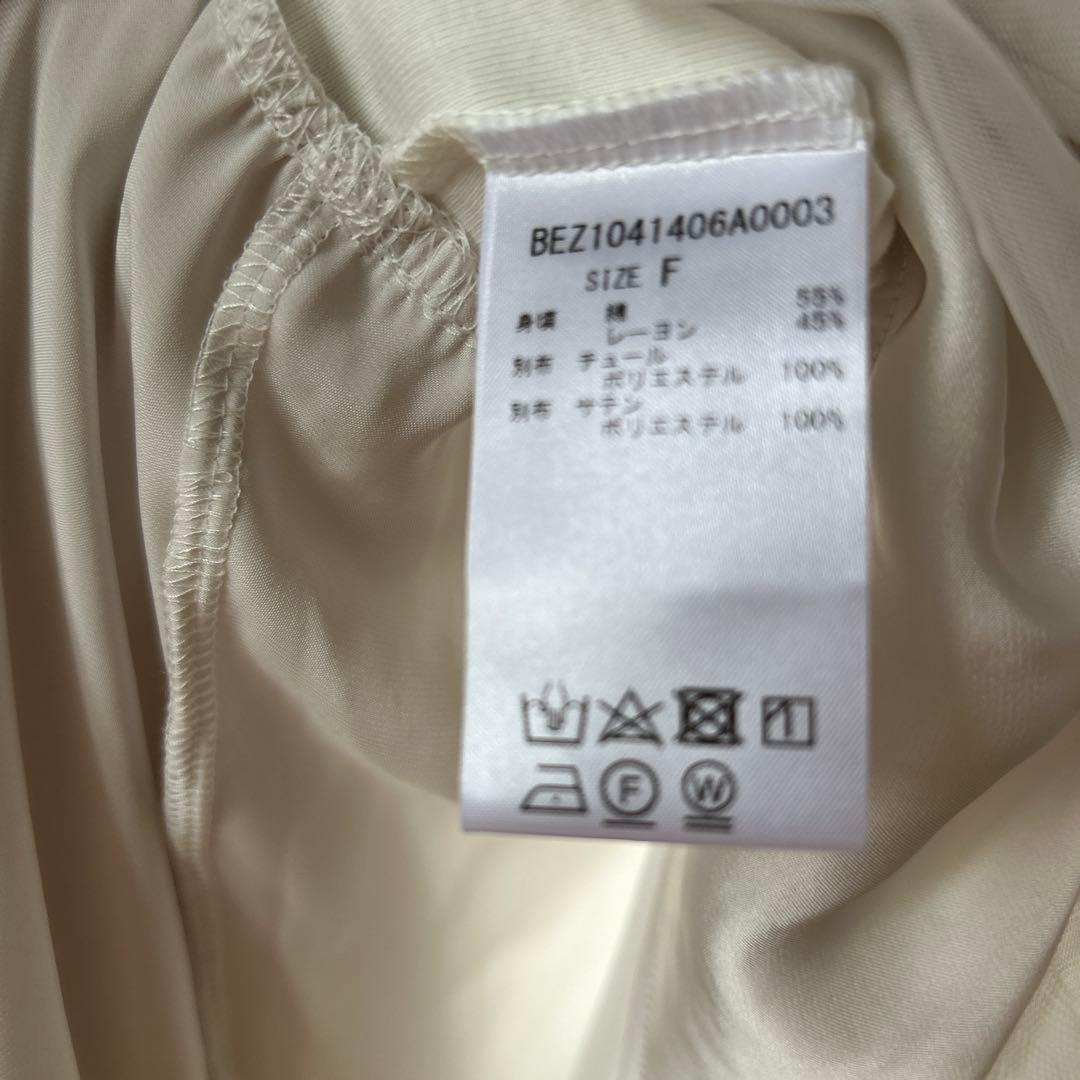 BEZ1041406A0003
SIZE F
身頃 綿 55%
レーヨン 45%
別布 チュール
ポリエステル 100%
別布 サテン
ポリエステル 100%
F W